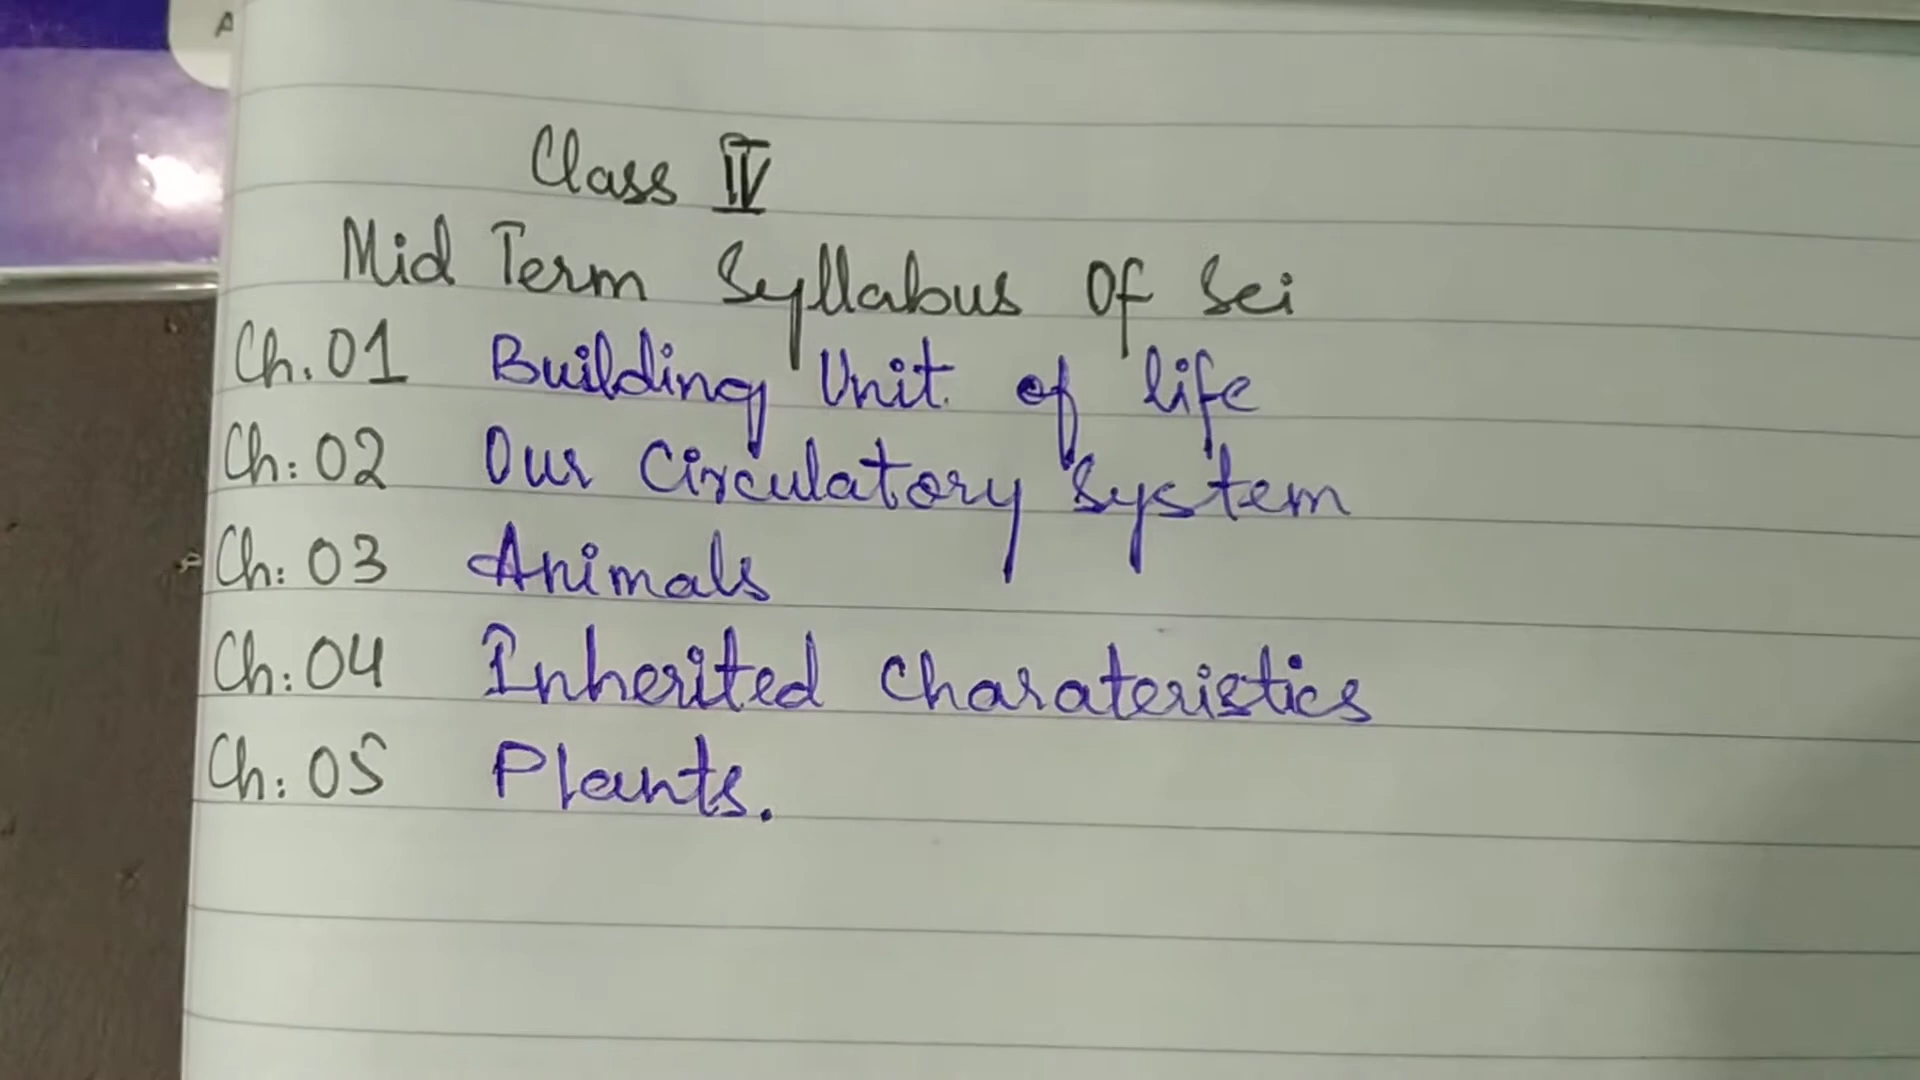 A
Class IV
Mid Term Syllabus Of Sci
Ch. 01 Building Unit of life
Ch: 02 Our Circulatory System
Ch: 03 Animals
Ch: 04 Inherited Charateristics
Ch: 05 Plants.